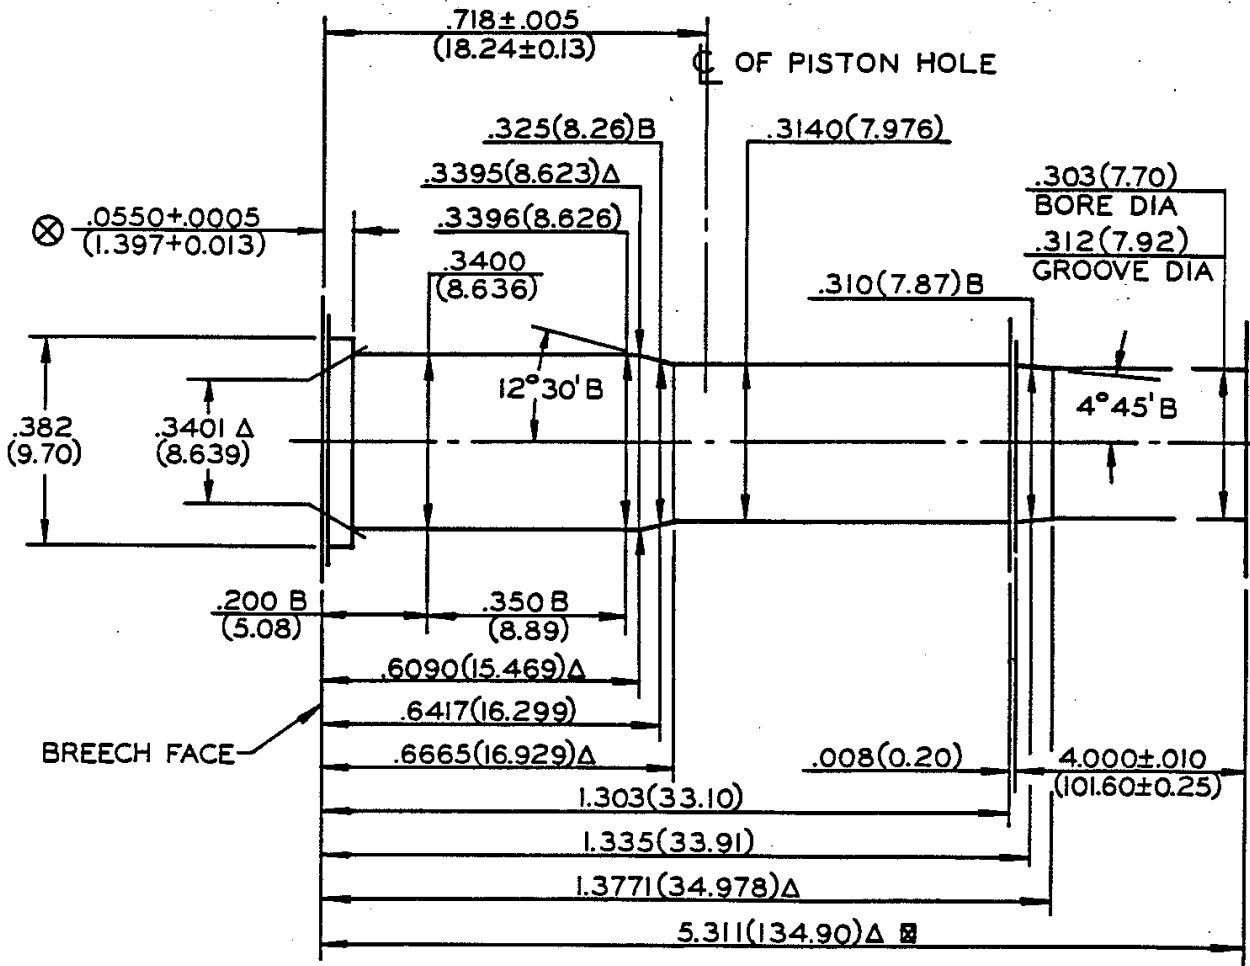 .718±.005
(18.24±0.13)
℄ OF PISTON HOLE
.325(8.26)B
.3140(7.976)
.3395(8.623)Δ
.303(7.70)
BORE DIA
⊗ .0550+.0005
(1.397+0.013)
.3396(8.626)
.312(7.92)
GROOVE DIA
.3400
(8.636)
.310(7.87)B
12°30'B
4°45'B
.382
(9.70)
.3401 Δ
(8.639)
.200 B
(5.08)
.350 B
(8.89)
.6090(15.469)Δ
.6417(16.299)
BREECH FACE
.6665(16.929)Δ
.008(0.20)
4.000±.010
(101.60±0.25)
1.303(33.10)
1.335(33.91)
1.3771(34.978)Δ
5.311(134.90)Δ ⊠